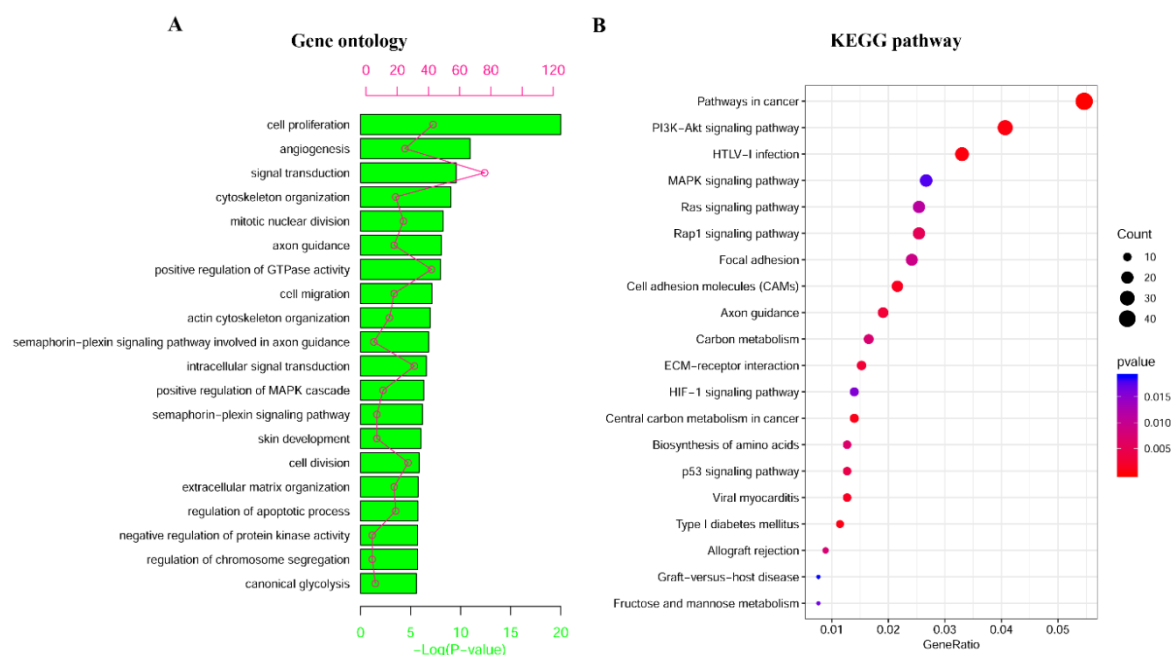 A
Gene ontology
0 20 40 60 80 120
cell proliferation
angiogenesis
signal transduction
cytoskeleton organization
mitotic nuclear division
axon guidance
positive regulation of GTPase activity
cell migration
actin cytoskeleton organization
semaphorin−plexin signaling pathway involved in axon guidance
intracellular signal transduction
positive regulation of MAPK cascade
semaphorin−plexin signaling pathway
skin development
cell division
extracellular matrix organization
regulation of apoptotic process
negative regulation of protein kinase activity
regulation of chromosome segregation
canonical glycolysis
0 5 10 15 20
−Log(P−value)
B
KEGG pathway
Pathways in cancer
PI3K−Akt signaling pathway
HTLV−I infection
MAPK signaling pathway
Ras signaling pathway
Rap1 signaling pathway
Focal adhesion
Cell adhesion molecules (CAMs)
Axon guidance
Carbon metabolism
ECM−receptor interaction
HIF−1 signaling pathway
Central carbon metabolism in cancer
Biosynthesis of amino acids
p53 signaling pathway
Viral myocarditis
Type I diabetes mellitus
Allograft rejection
Graft−versus−host disease
Fructose and mannose metabolism
0.01 0.02 0.03 0.04 0.05
GeneRatio
Count
10
20
30
40
pvalue
0.015
0.010
0.005